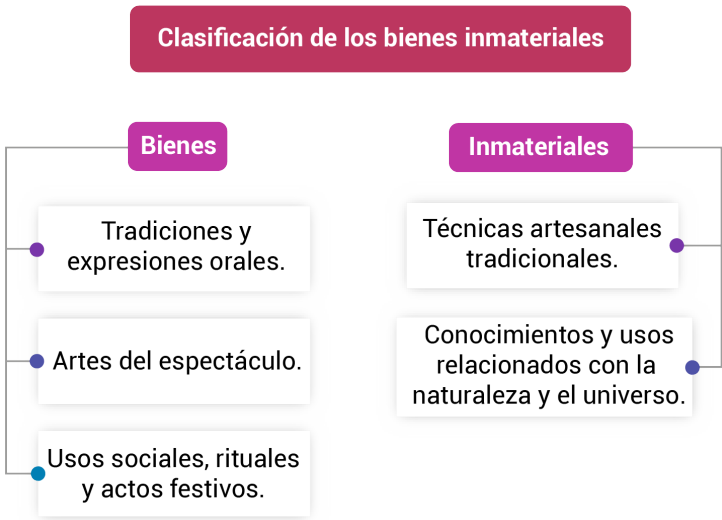 Clasificación de los bienes inmateriales
Bienes
Tradiciones y
expresiones orales.
Artes del espectáculo.
Usos sociales, rituales
y actos festivos.
Inmateriales
Técnicas artesanales
tradicionales.
Conocimientos y usos
relacionados con la
naturaleza y el universo.